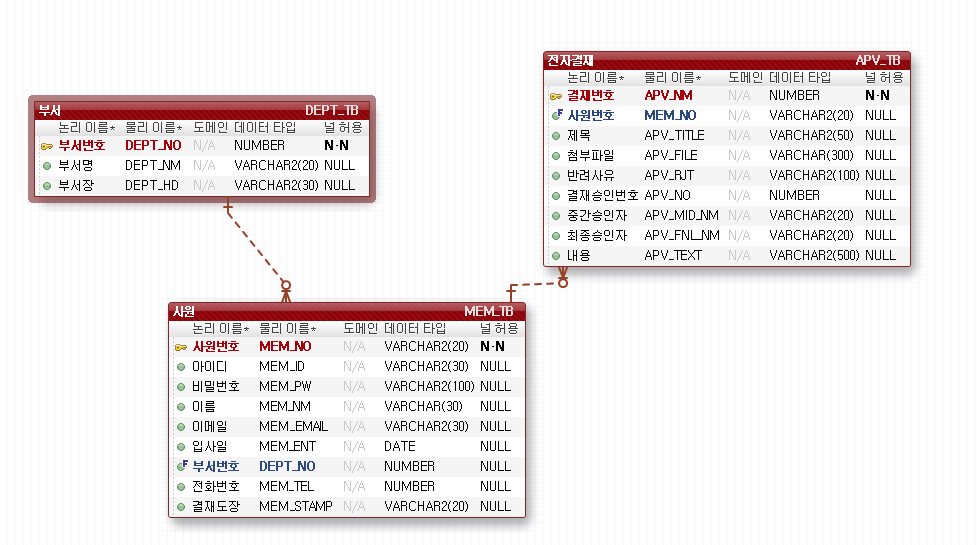 부서 DEPT_TB
논리 이름* 물리 이름* 도메인 데이터 타입 널 허용
부서번호 DEPT_NO N/A NUMBER N-N
부서명 DEPT_NM N/A VARCHAR2(20) NULL
부서장 DEPT_HD N/A VARCHAR2(30) NULL
전자결재 APV_TB
논리 이름* 물리 이름* 도메인 데이터 타입 널 허용
결재번호 APV_NM N/A NUMBER N-N
F 사원번호 MEM_NO N/A VARCHAR2(20) NULL
제목 APV_TITLE N/A VARCHAR2(50) NULL
첨부파일 APV_FILE N/A VARCHAR(300) NULL
반려사유 APV_RJT N/A VARCHAR2(100) NULL
결재승인번호 APV_NO N/A NUMBER NULL
중간승인자 APV_MID_NM N/A VARCHAR2(20) NULL
최종승인자 APV_FNL_NM N/A VARCHAR2(20) NULL
내용 APV_TEXT N/A VARCHAR2(500) NULL
사원 MEM_TB
논리 이름* 물리 이름* 도메인 데이터 타입 널 허용
사원번호 MEM_NO N/A VARCHAR2(20) N-N
아이디 MEM_ID N/A VARCHAR2(30) NULL
비밀번호 MEM_PW N/A VARCHAR2(100) NULL
이름 MEM_NM N/A VARCHAR(30) NULL
이메일 MEM_EMAIL N/A VARCHAR2(30) NULL
입사일 MEM_ENT N/A DATE NULL
F 부서번호 DEPT_NO N/A NUMBER NULL
전화번호 MEM_TEL N/A NUMBER NULL
결재도장 MEM_STAMP N/A VARCHAR2(20) NULL